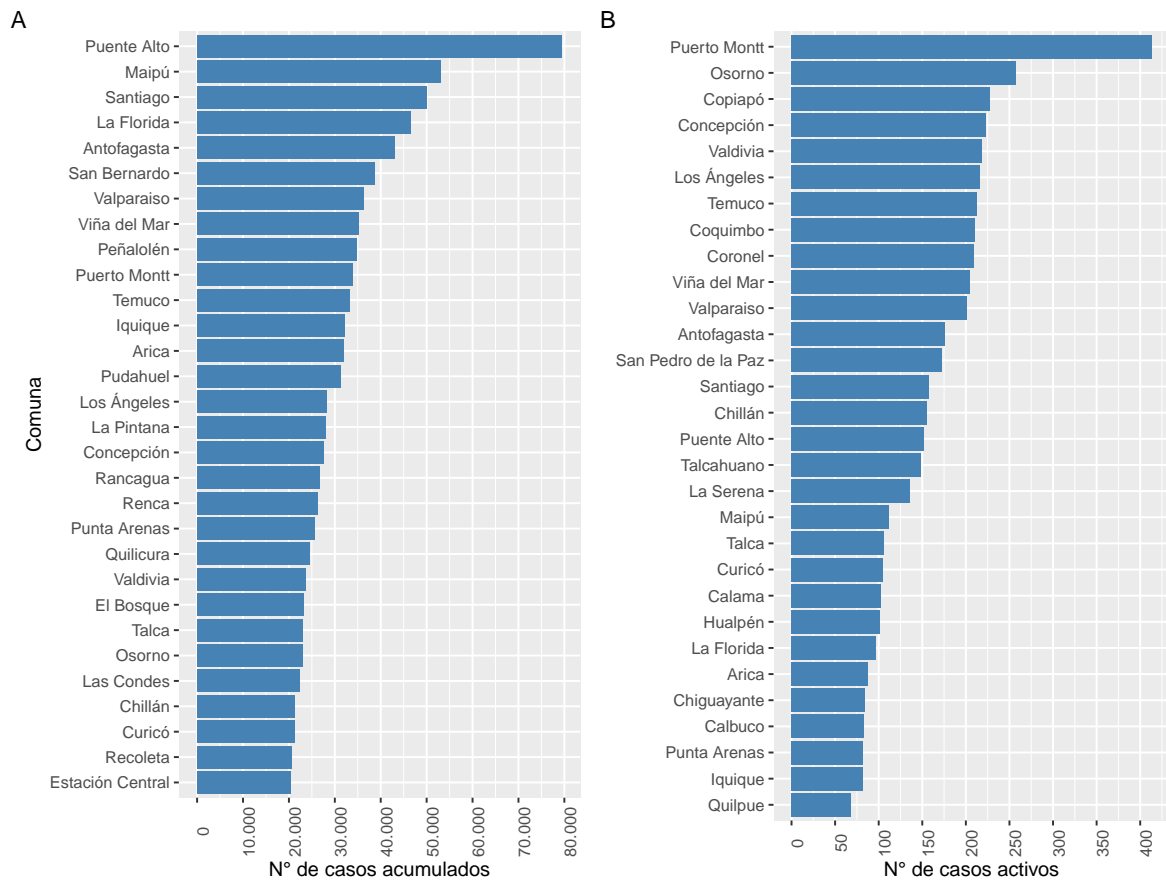 A
Comuna
Puente Alto
Maipú
Santiago
La Florida
Antofagasta
San Bernardo
Valparaiso
Viña del Mar
Peñalolén
Puerto Montt
Temuco
Iquique
Arica
Pudahuel
Los Ángeles
La Pintana
Concepción
Rancagua
Renca
Punta Arenas
Quilicura
Valdivia
El Bosque
Talca
Osorno
Las Condes
Chillán
Curicó
Recoleta
Estación Central
0
10.000
20.000
30.000
40.000
50.000
60.000
70.000
80.000
N° de casos acumulados
B
Puerto Montt
Osorno
Copiapó
Concepción
Valdivia
Los Ángeles
Temuco
Coquimbo
Coronel
Viña del Mar
Valparaiso
Antofagasta
San Pedro de la Paz
Santiago
Chillán
Puente Alto
Talcahuano
La Serena
Maipú
Talca
Curicó
Calama
Hualpén
La Florida
Arica
Chiguayante
Calbuco
Punta Arenas
Iquique
Quilpue
0
50
100
150
200
250
300
350
400
N° de casos activos